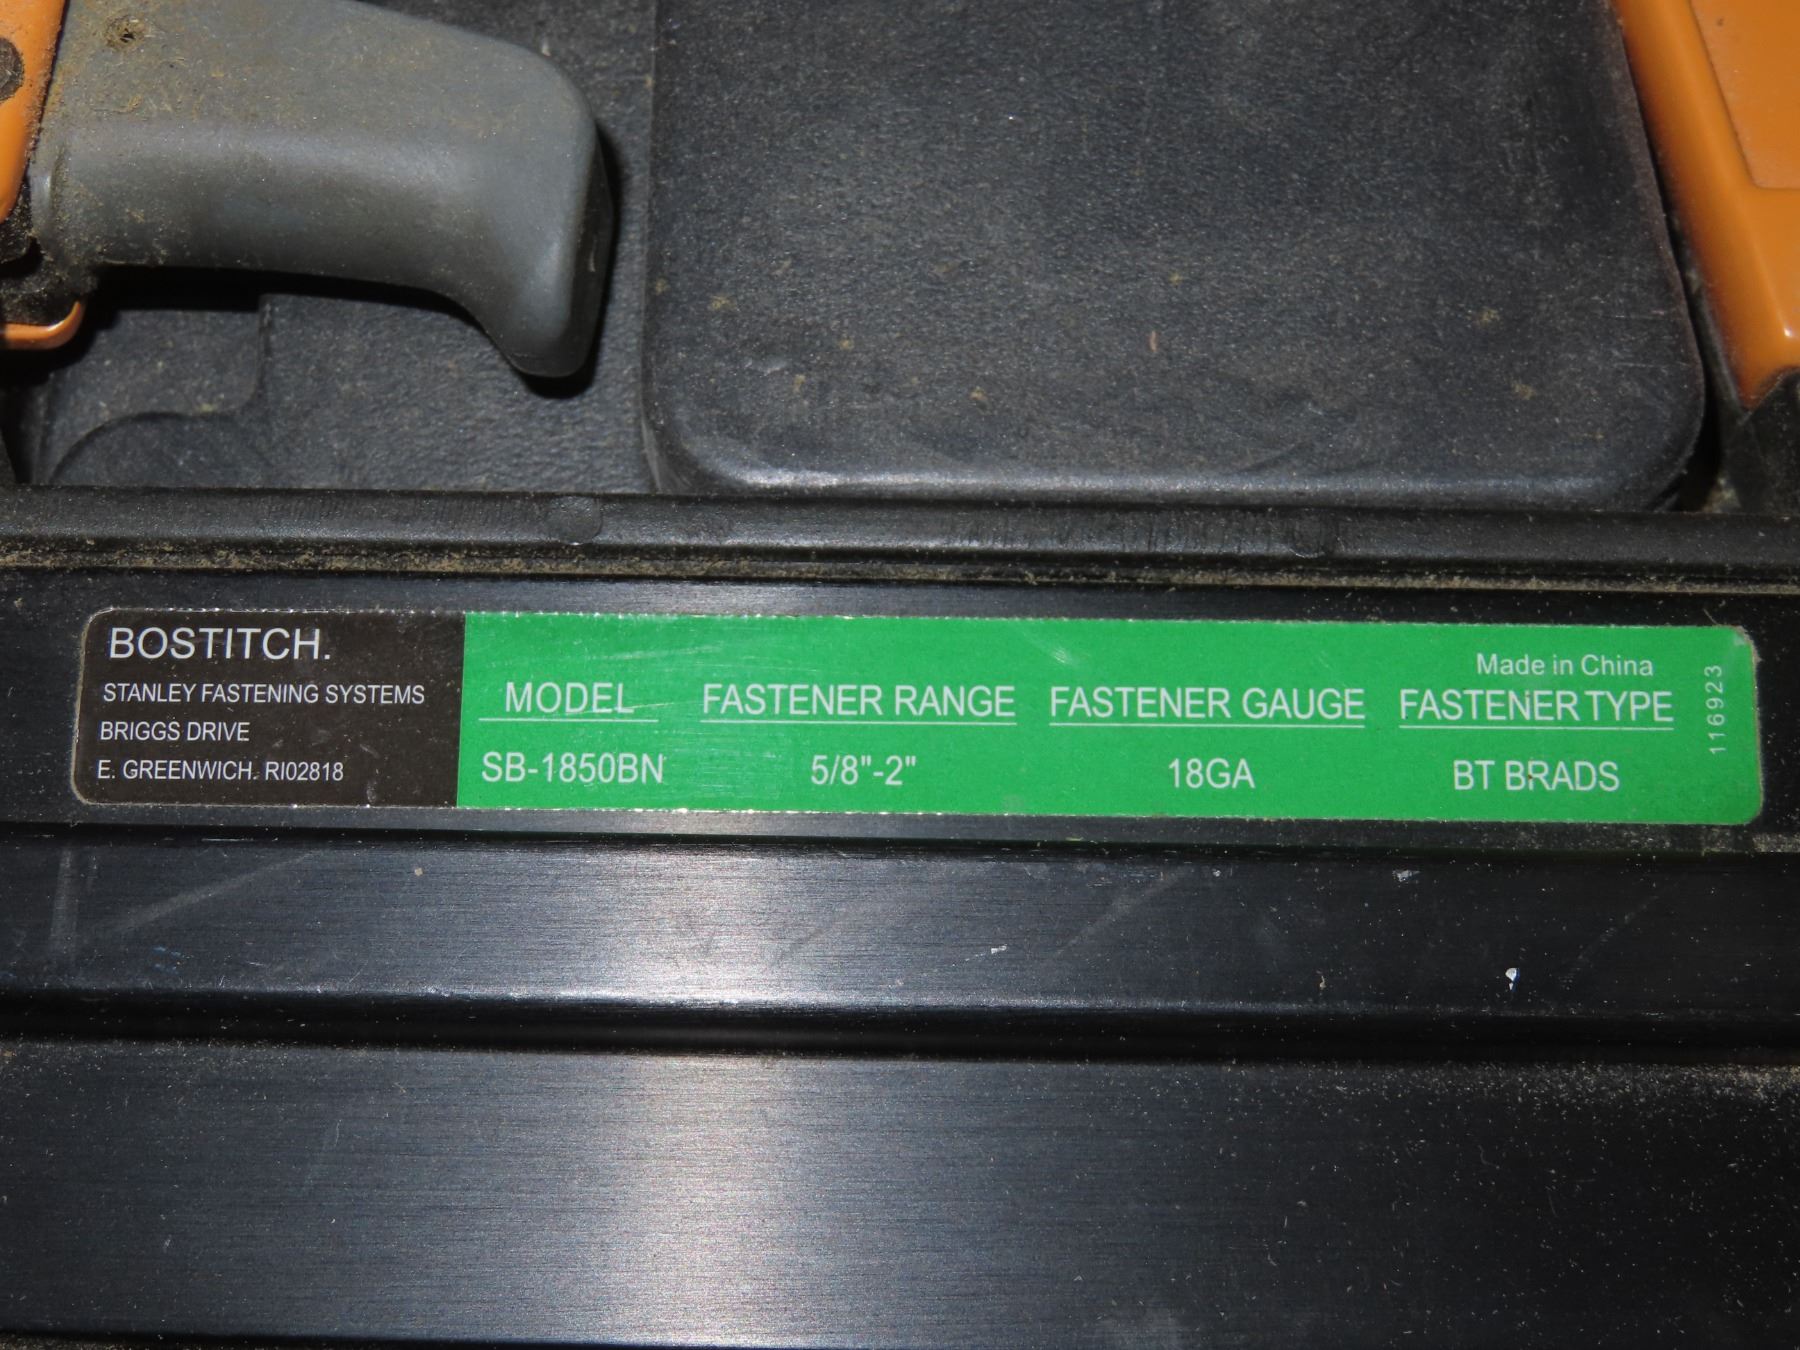 BOSTITCH.
STANLEY FASTENING SYSTEMS
BRIGGS DRIVE
E. GREENWICH. RI02818
MODEL
SB-1850BN
FASTENER RANGE
5/8"-2"
FASTENER GAUGE
18GA
Made in China
FASTENER TYPE
BT BRADS
116923